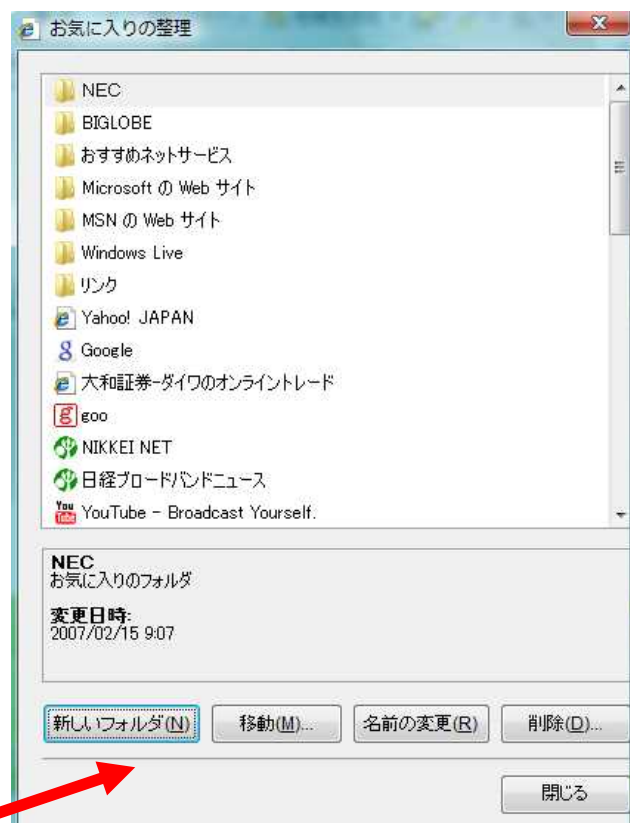 お気に入りの整理
NEC
BIGLOBE
おすすめネットサービス
Microsoft の Web サイト
MSN の Web サイト
Windows Live
リンク
Yahoo! JAPAN
Google
大和証券-ダイワのオンライントレード
goo
NIKKEI NET
日経ブロードバンドニュース
YouTube - Broadcast Yourself.
NEC
お気に入りのフォルダ
変更日時:
2007/02/15 9:07
新しいフォルダ(N) 移動(M)... 名前の変更(R) 削除(D)...
閉じる